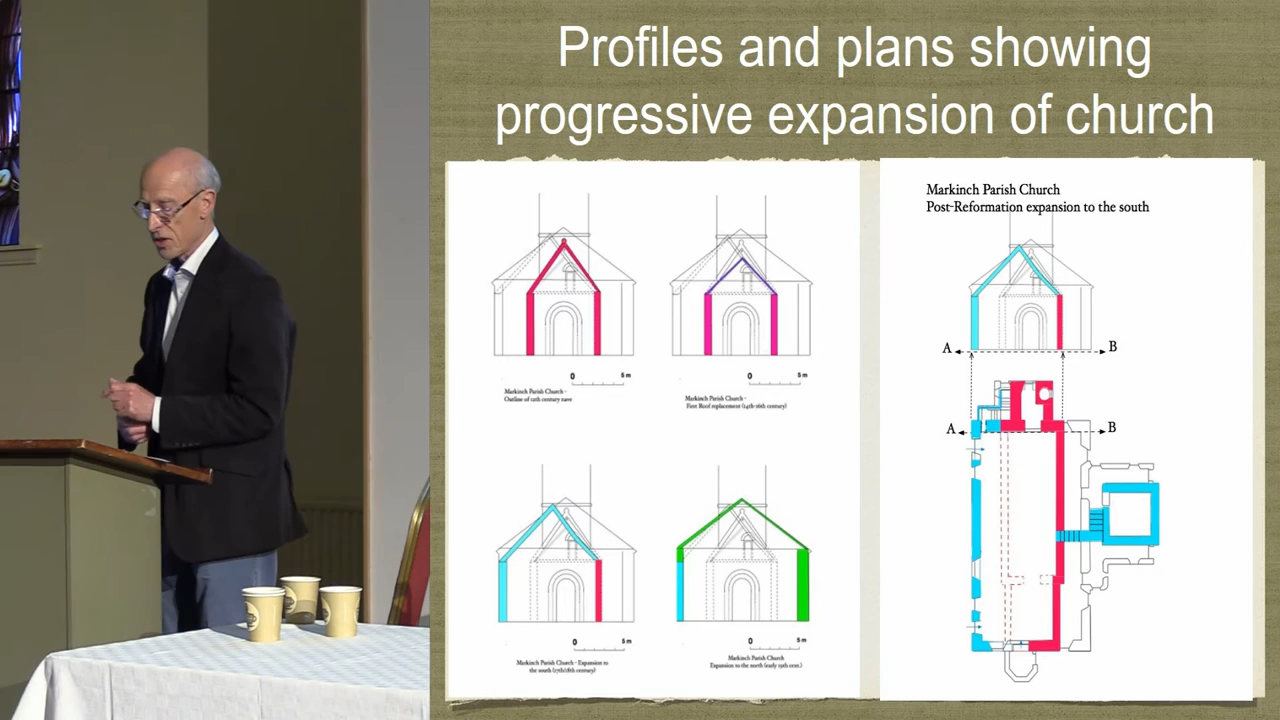 Profiles and plans showing
progressive expansion of church
0 5 m
Markinch Parish Church -
Outline of 12th century nave
0 5 m
Markinch Parish Church -
First Roof replacement (14th-16th century)
0 5 m
Markinch Parish Church - Expansion to
the south (17th/18th century)
0 5 m
Markinch Parish Church
Expansion to the north (early 19th cent.)
Markinch Parish Church
Post-Reformation expansion to the south
A B
A B